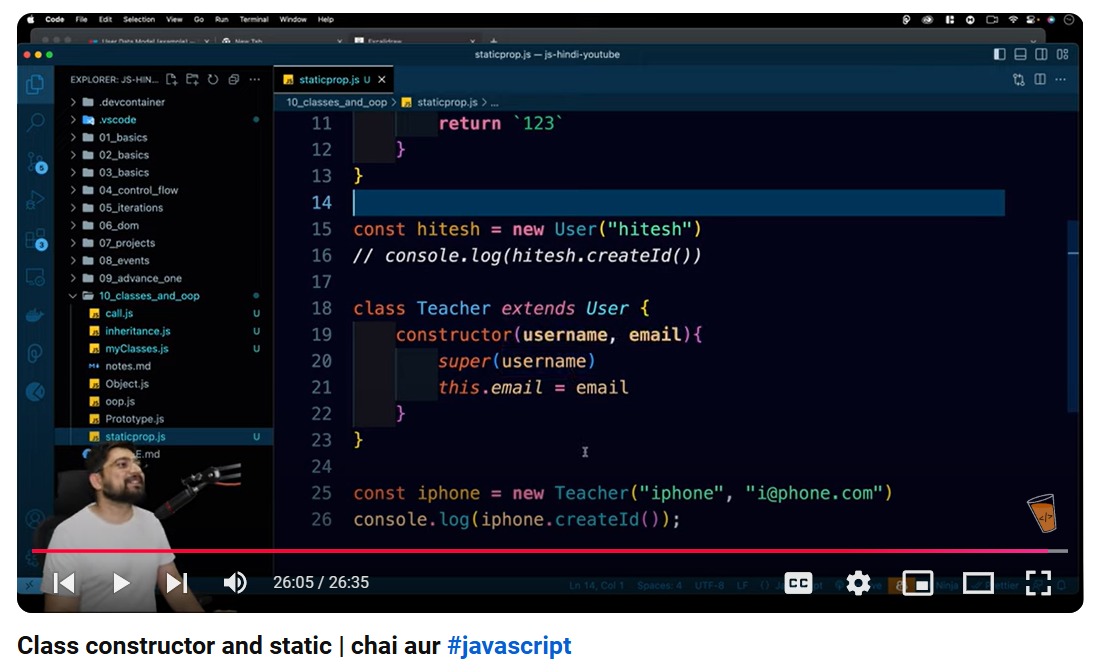 Code File Edit Selection View Go Run Terminal Window Help
User Data Model (example) New Tab Excalidraw
staticprop.js — js-hindi-youtube
EXPLORER: JS-HIN...
staticprop.js U
10_classes_and_oop > staticprop.js > ...
.devcontainer
.vscode
01_basics
02_basics
03_basics
04_control_flow
05_iterations
06_dom
07_projects
08_events
09_advance_one
10_classes_and_oop
call.js U
inheritance.js U
myClasses.js U
notes.md
Object.js
oop.js
Prototype.js
staticprop.js U
E.md
5
3
11 return `123`
12 }
13 }
14
15 const hitesh = new User("hitesh")
16 // console.log(hitesh.createId())
17
18 class Teacher extends User {
19 constructor(username, email){
20 super(username)
21 this.email = email
22 }
23 }
24
25 const iphone = new Teacher("iphone", "i@phone.com")
26 console.log(iphone.createId());
</>
26:05 / 26:35
CC
Ln 14, Col 1 Spaces: 4 UTF-8 LF
Class constructor and static | chai aur #javascript